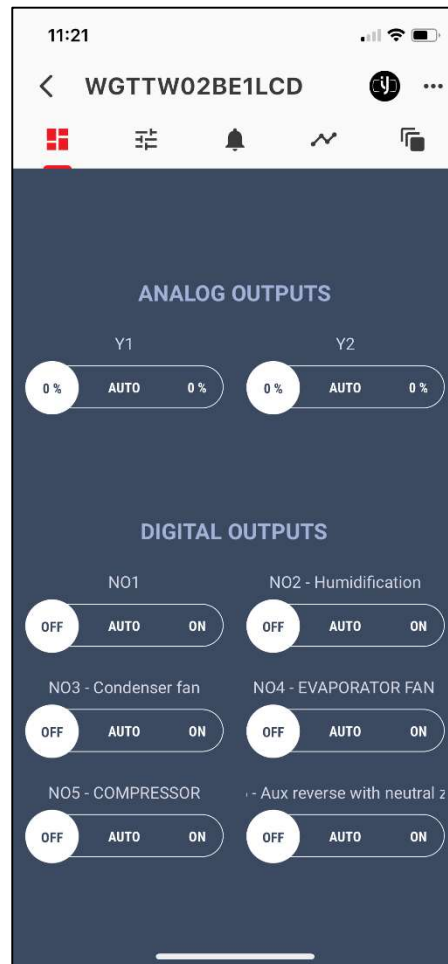 11:21
WGTTW02BE1LCD
ANALOG OUTPUTS
Y1 Y2
0 % AUTO 0 % 0 % AUTO 0 %
DIGITAL OUTPUTS
NO1 NO2 - Humidification
OFF AUTO ON OFF AUTO ON
NO3 - Condenser fan NO4 - EVAPORATOR FAN
OFF AUTO ON OFF AUTO ON
NO5 - COMPRESSOR - Aux reverse with neutral z
OFF AUTO ON OFF AUTO ON